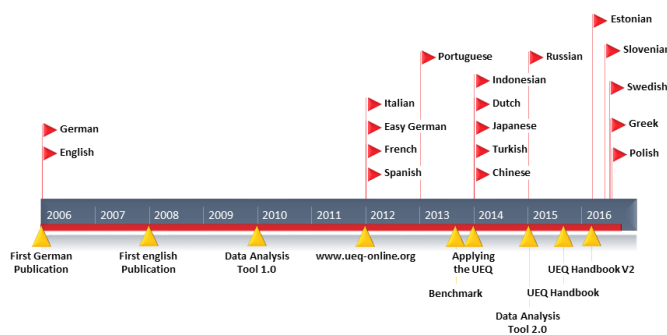 Estonian
Slovenian
Portuguese
Russian
Indonesian
Swedish
Italian
Dutch
German
Easy German
Japanese
Greek
English
French
Turkish
Polish
Spanish
Chinese
2006 2007 2008 2009 2010 2011 2012 2013 2014 2015 2016
First German
Publication
First english
Publication
Data Analysis
Tool 1.0
www.ueq-online.org
Applying
the UEQ
UEQ Handbook V2
Benchmark
UEQ Handbook
Data Analysis
Tool 2.0